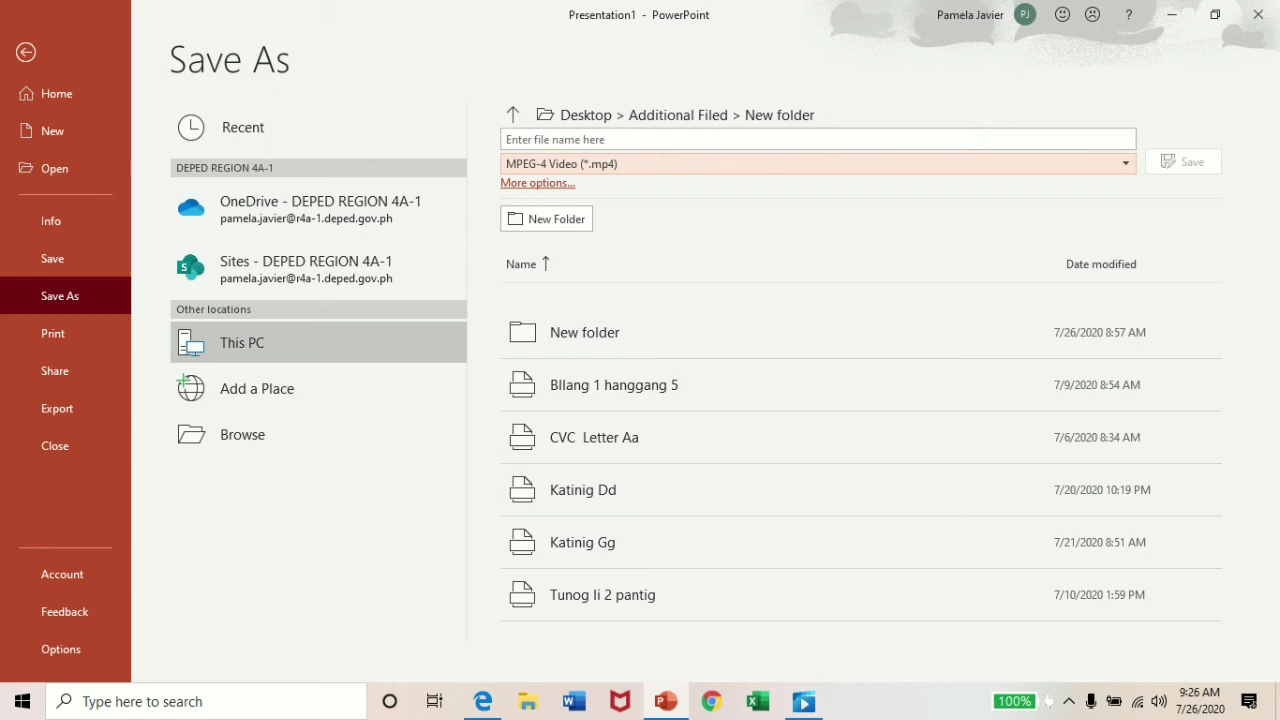 Presentation1 - PowerPoint
Pamela Javier
PJ
?
Save As
Home
New
Open
Info
Save
Save As
Print
Share
Export
Close
Account
Feedback
Options
Recent
DEPED REGION 4A-1
OneDrive - DEPED REGION 4A-1
pamela.javier@r4a-1.deped.gov.ph
S
Sites - DEPED REGION 4A-1
pamela.javier@r4a-1.deped.gov.ph
Other locations
This PC
Add a Place
Browse
Desktop > Additional Filed > New folder
Enter file name here
MPEG-4 Video (*.mp4)
Save
More options...
New Folder
Name
Date modified
New folder
7/26/2020 8:57 AM
BIlang 1 hanggang 5
7/9/2020 8:54 AM
CVC Letter Aa
7/6/2020 8:34 AM
Katinig Dd
7/20/2020 10:19 PM
Katinig Gg
7/21/2020 8:51 AM
Tunog Ii 2 pantig
7/10/2020 1:59 PM
Type here to search
100%
9:26 AM
7/26/2020